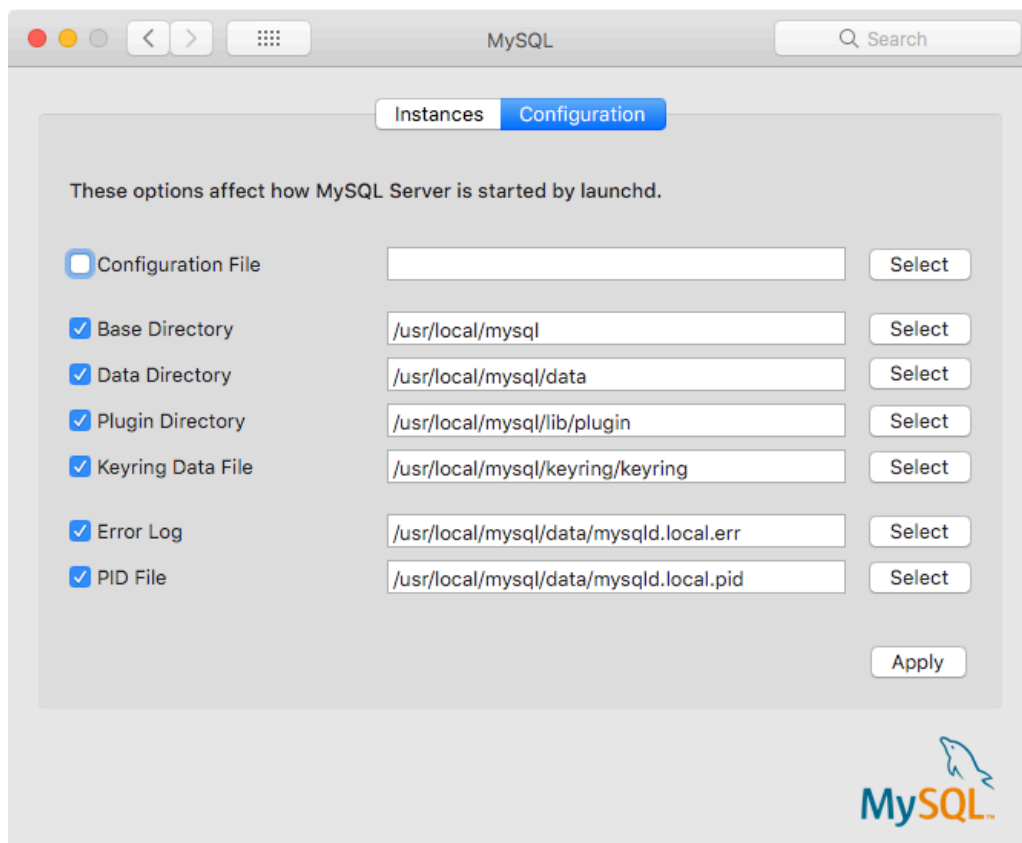 MySQL
Search
Instances Configuration
These options affect how MySQL Server is started by launchd.
Configuration File Select
Base Directory /usr/local/mysql Select
Data Directory /usr/local/mysql/data Select
Plugin Directory /usr/local/mysql/lib/plugin Select
Keyring Data File /usr/local/mysql/keyring/keyring Select
Error Log /usr/local/mysql/data/mysqld.local.err Select
PID File /usr/local/mysql/data/mysqld.local.pid Select
Apply
MySQL™